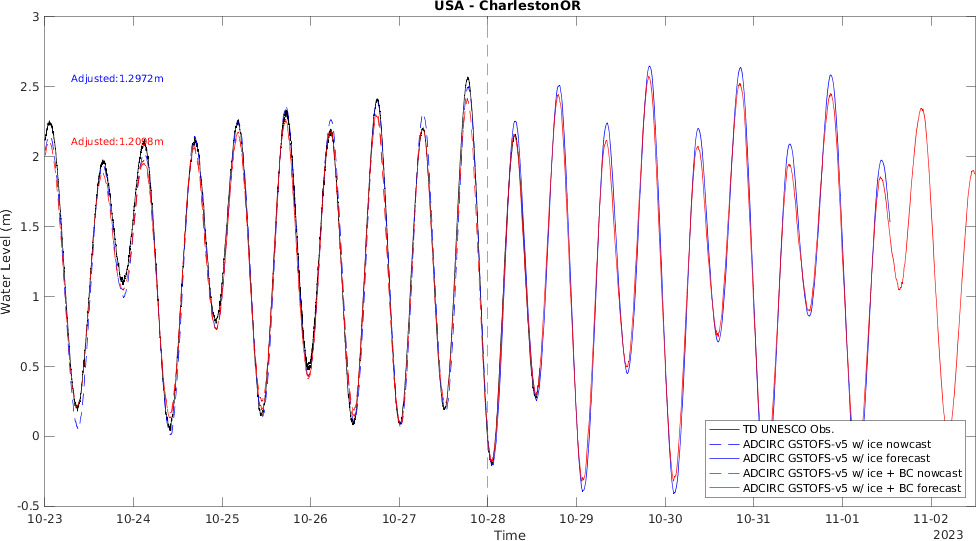 USA - CharlestonOR
3
2.5
2
1.5
1
0.5
0
-0.5
Water Level (m)
Adjusted:1.2972m
Adjusted:1.2098m
TD UNESCO Obs.
ADCIRC GSTOFS-v5 w/ ice nowcast
ADCIRC GSTOFS-v5 w/ ice forecast
ADCIRC GSTOFS-v5 w/ ice + BC nowcast
ADCIRC GSTOFS-v5 w/ ice + BC forecast
10-23 10-24 10-25 10-26 10-27 10-28 10-29 10-30 10-31 11-01 11-02
Time
2023